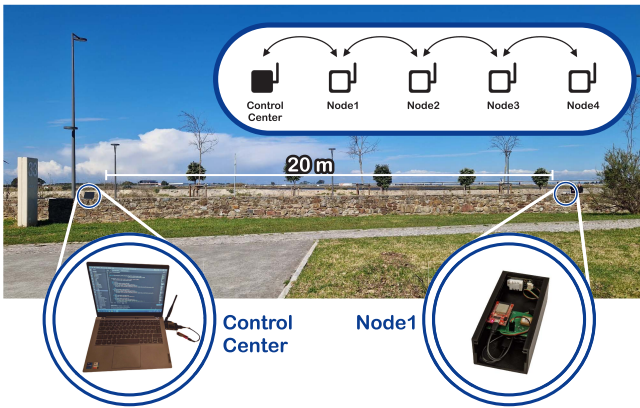 Control
Center
Node1
Node2
Node3
Node4
20 m
Control
Center
Node1